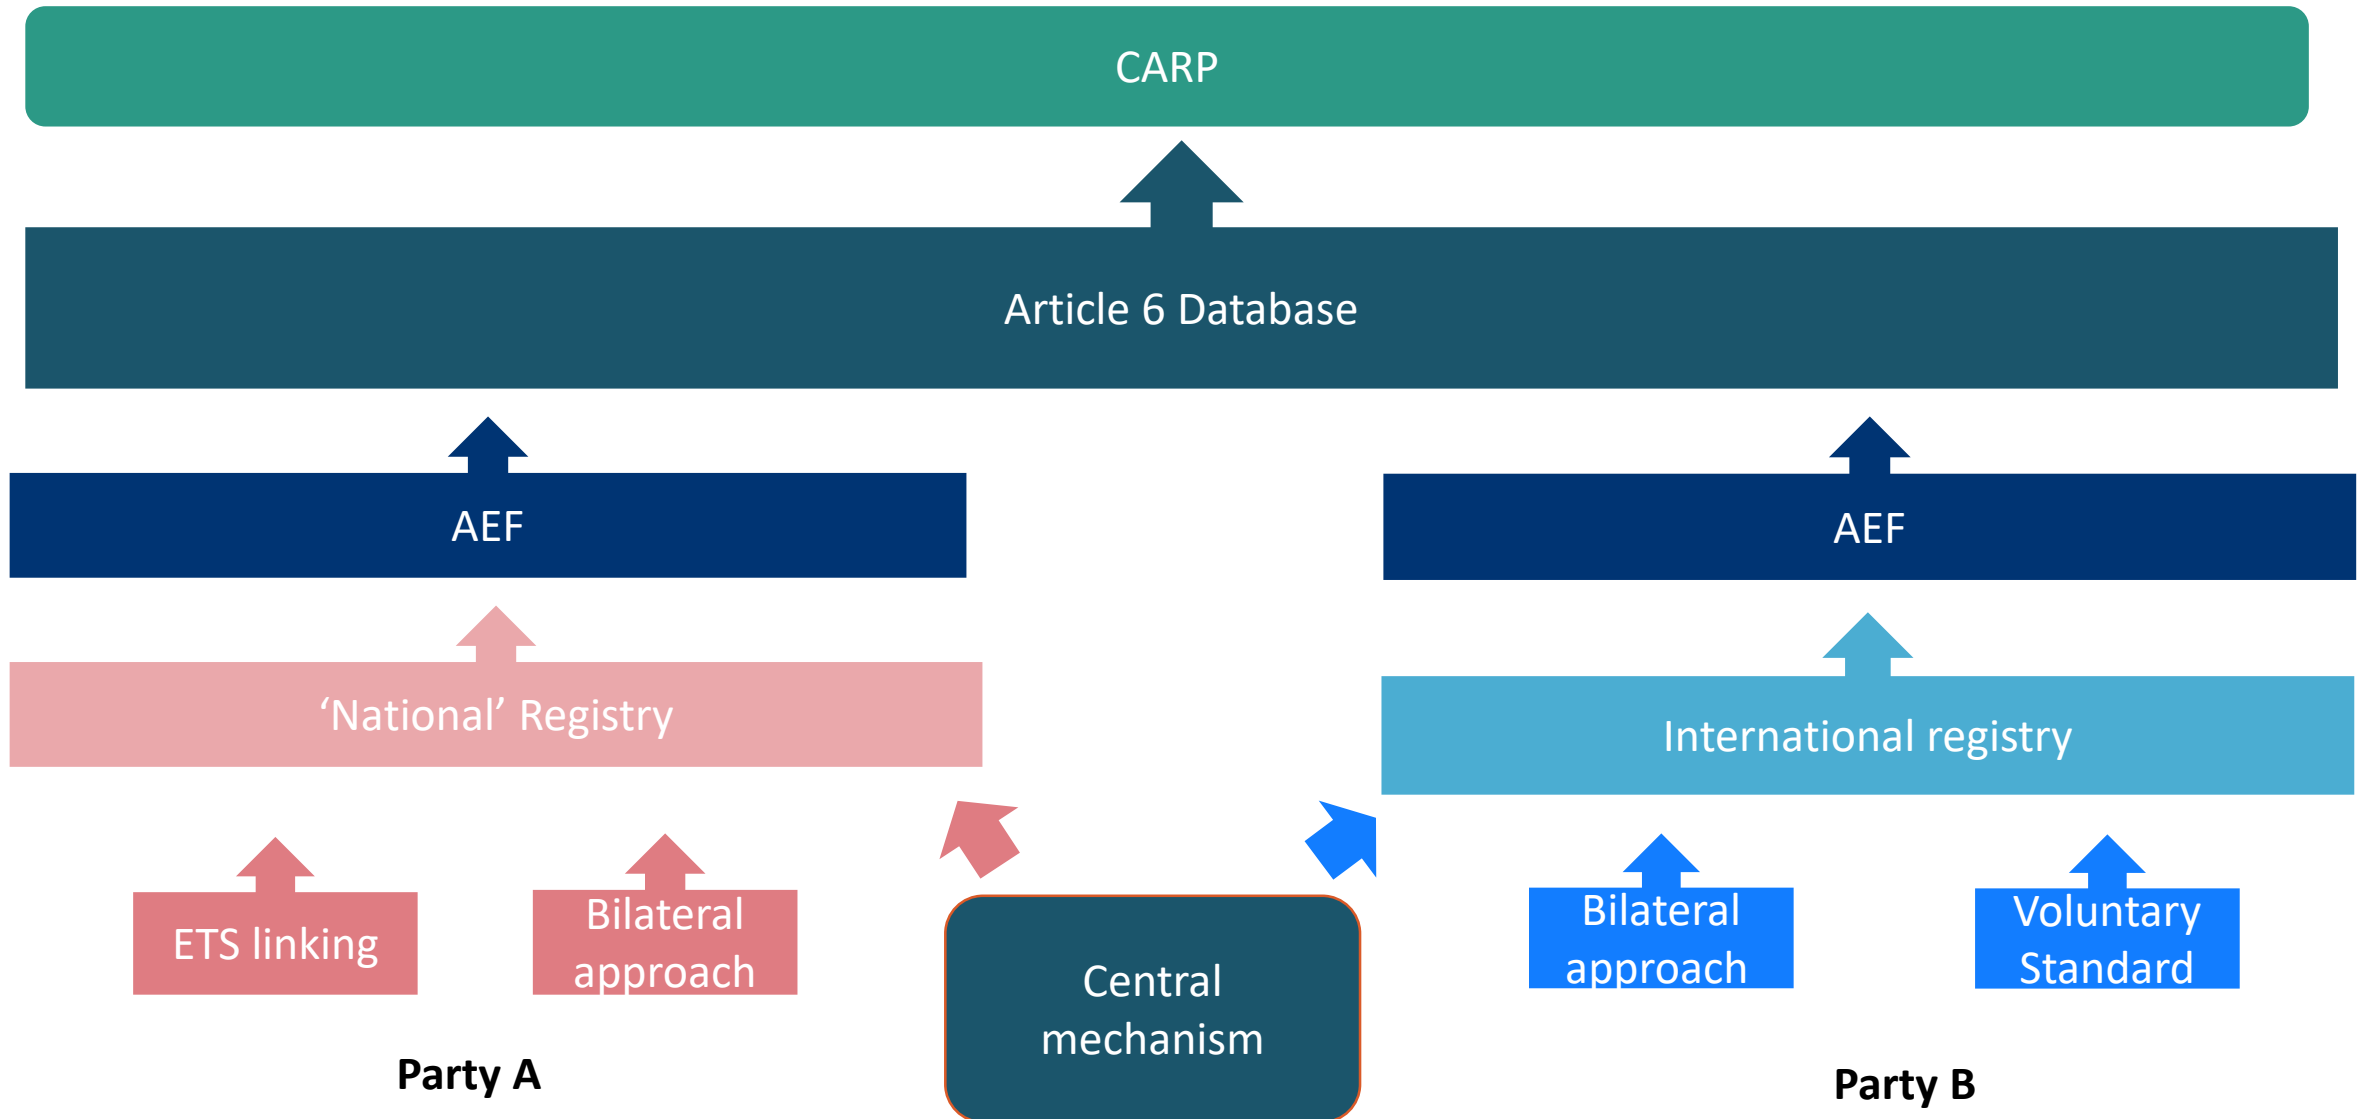 CARP
Article 6 Database
AEF
AEF
‘National’ Registry
International registry
ETS linking
Bilateral
approach
Central
mechanism
Bilateral
approach
Voluntary
Standard
Party A
Party B